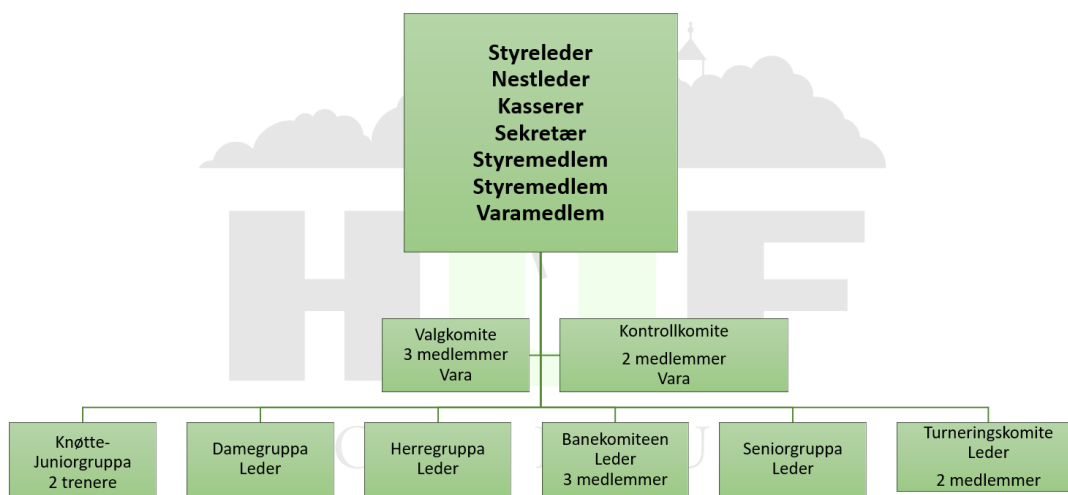 Styreleder
Nestleder
Kasserer
Sekretær
Styremedlem
Styremedlem
Varamedlem
Valgkomite
3 medlemmer
Vara
Kontrollkomite
2 medlemmer
Vara
Knøtte-
Juniorgruppa
2 trenere
Damegruppa
Leder
Herregruppa
Leder
Banekomiteen
Leder
3 medlemmer
Seniorgruppa
Leder
Turneringskomite
Leder
2 medlemmer